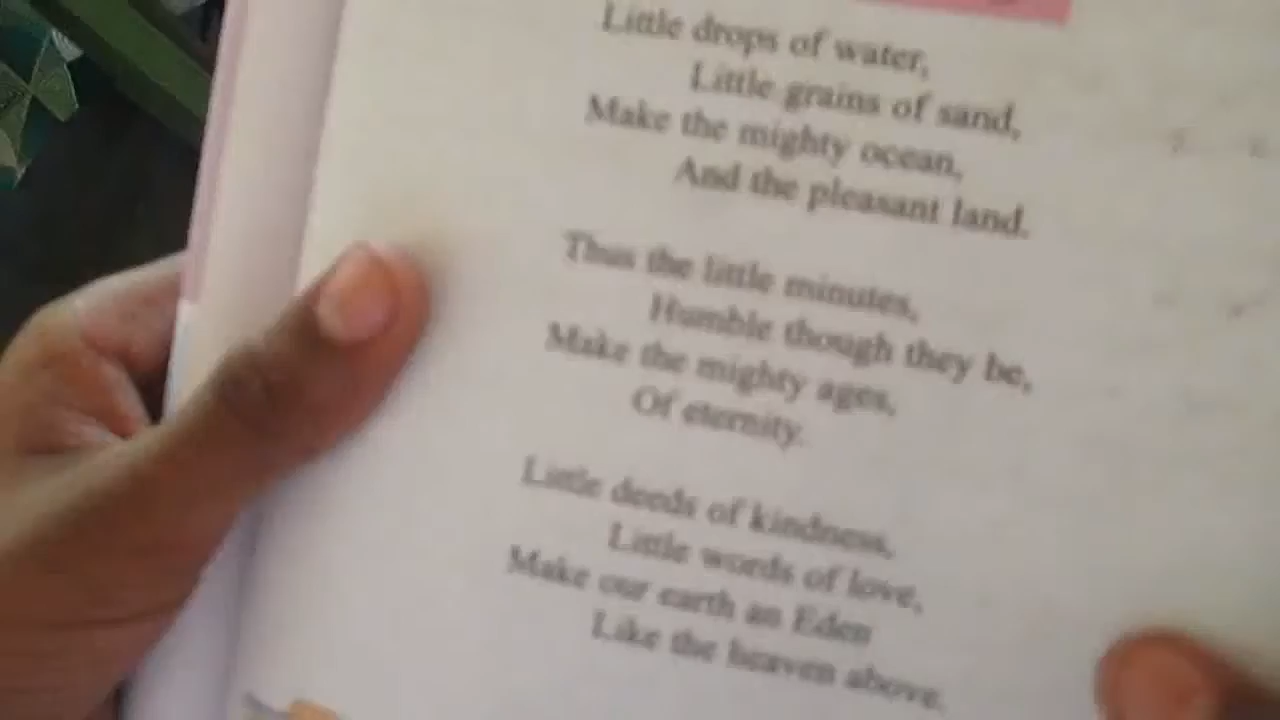 Little drops of water,
Little grains of sand,
Make the mighty ocean,
And the pleasant land.
Thus the little minutes,
Humble though they be,
Make the mighty ages,
Of eternity.
Little deeds of kindness,
Little words of love,
Make our earth an Eden
Like the heaven above.